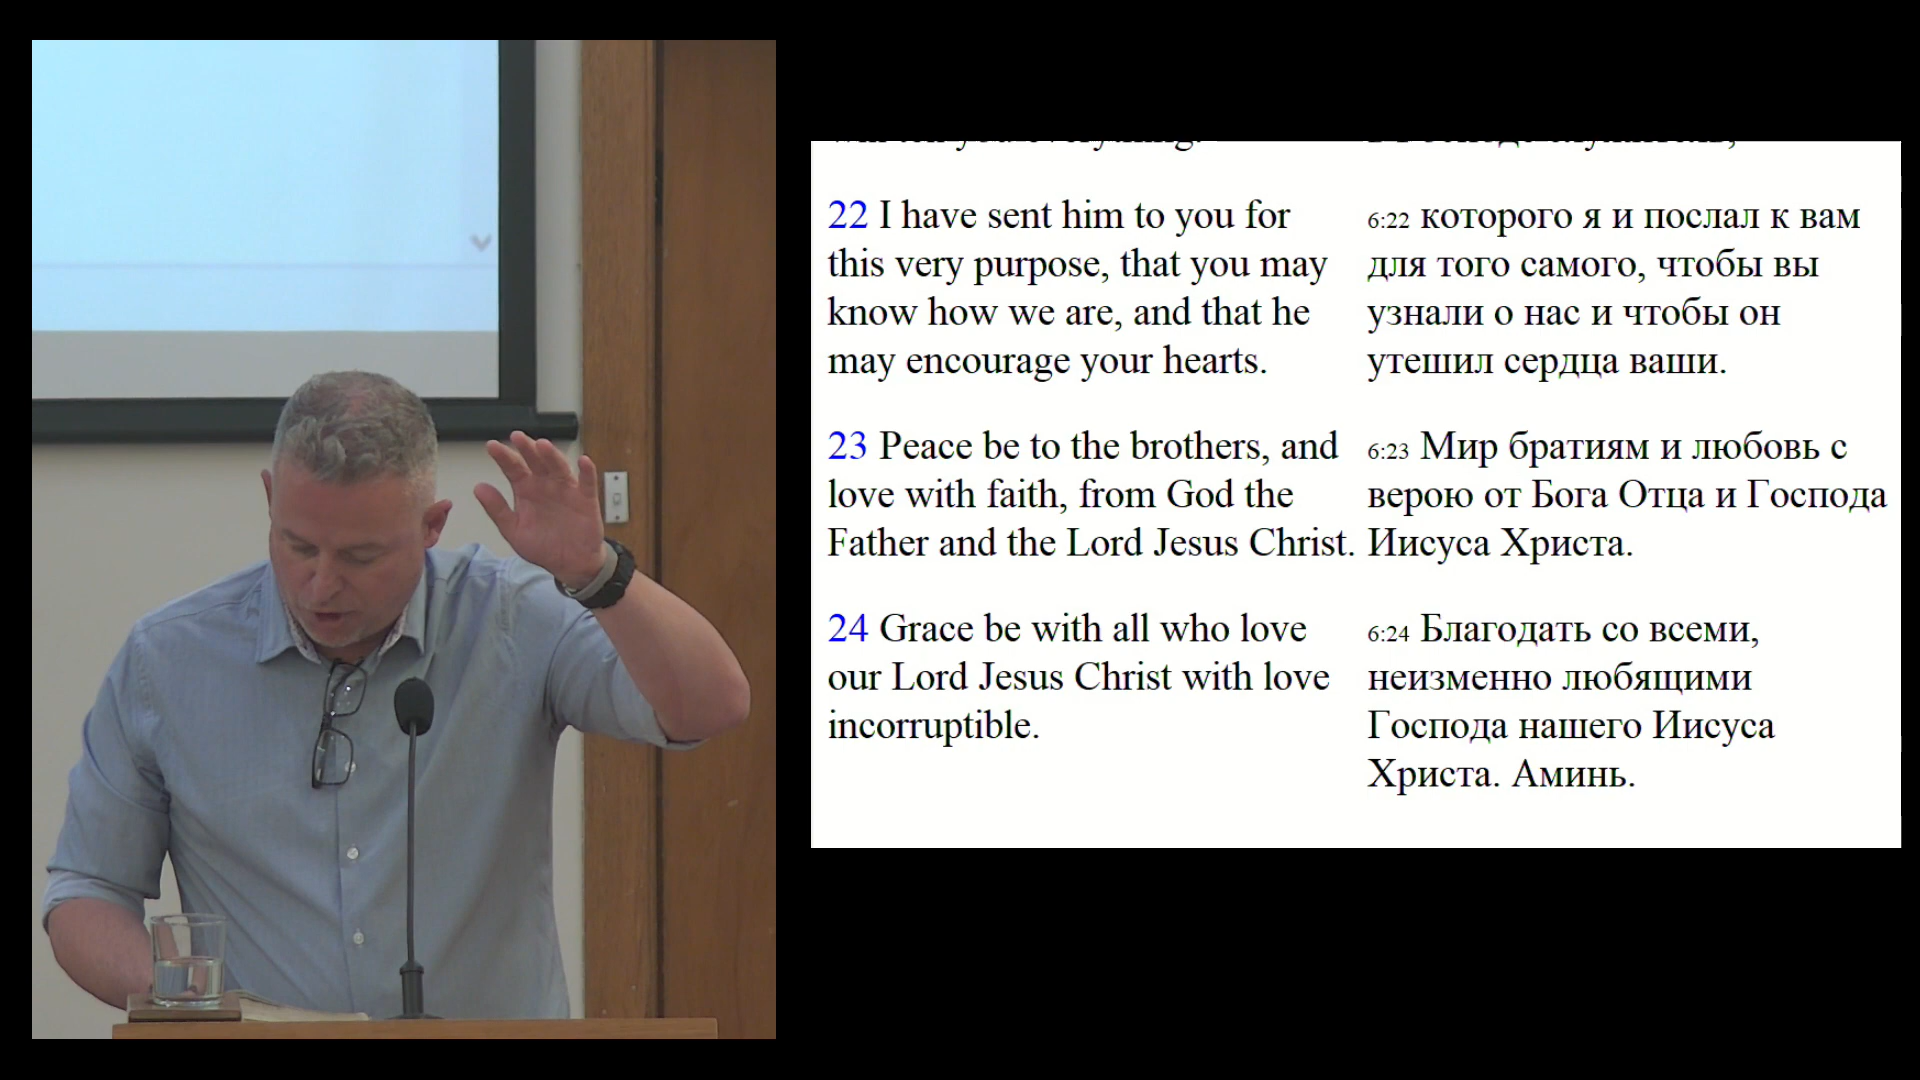 22 I have sent him to you for
this very purpose, that you may
know how we are, and that he
may encourage your hearts.
23 Peace be to the brothers, and
love with faith, from God the
Father and the Lord Jesus Christ.
24 Grace be with all who love
our Lord Jesus Christ with love
incorruptible.
6:22 которого я и послал к вам
для того самого, чтобы вы
узнали о нас и чтобы он
утешил сердца ваши.
6:23 Мир братиям и любовь с
верою от Бога Отца и Господа
Иисуса Христа.
6:24 Благодать со всеми,
неизменно любящими
Господа нашего Иисуса
Христа. Аминь.